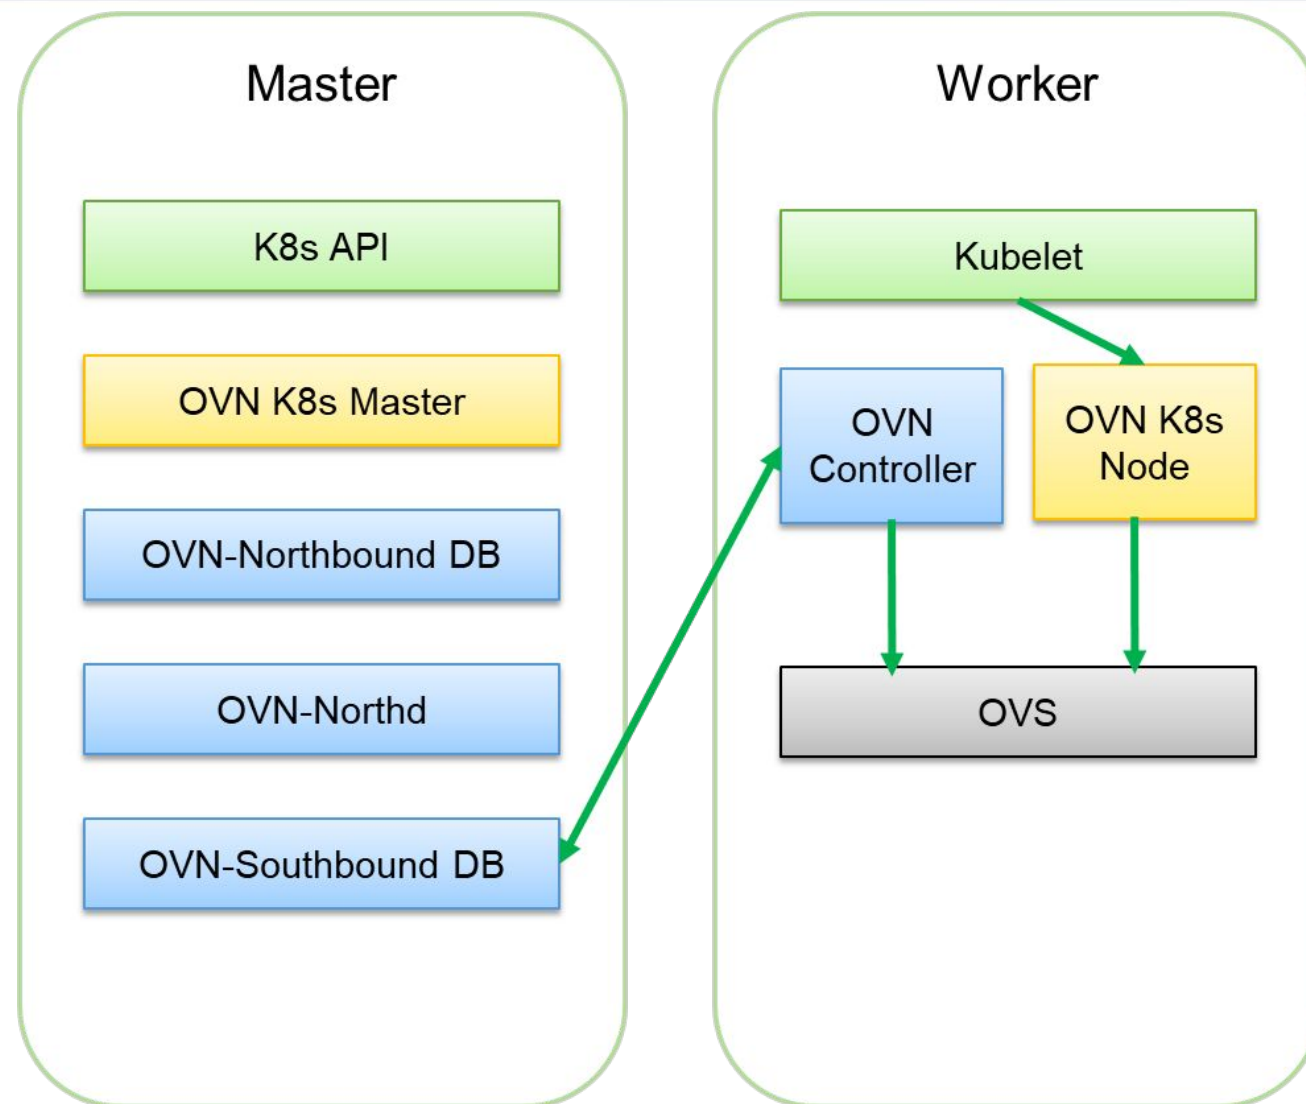 Master
K8s API
OVN K8s Master
OVN-Northbound DB
OVN-Northd
OVN-Southbound DB
Worker
Kubelet
OVN
Controller
OVN K8s
Node
OVS